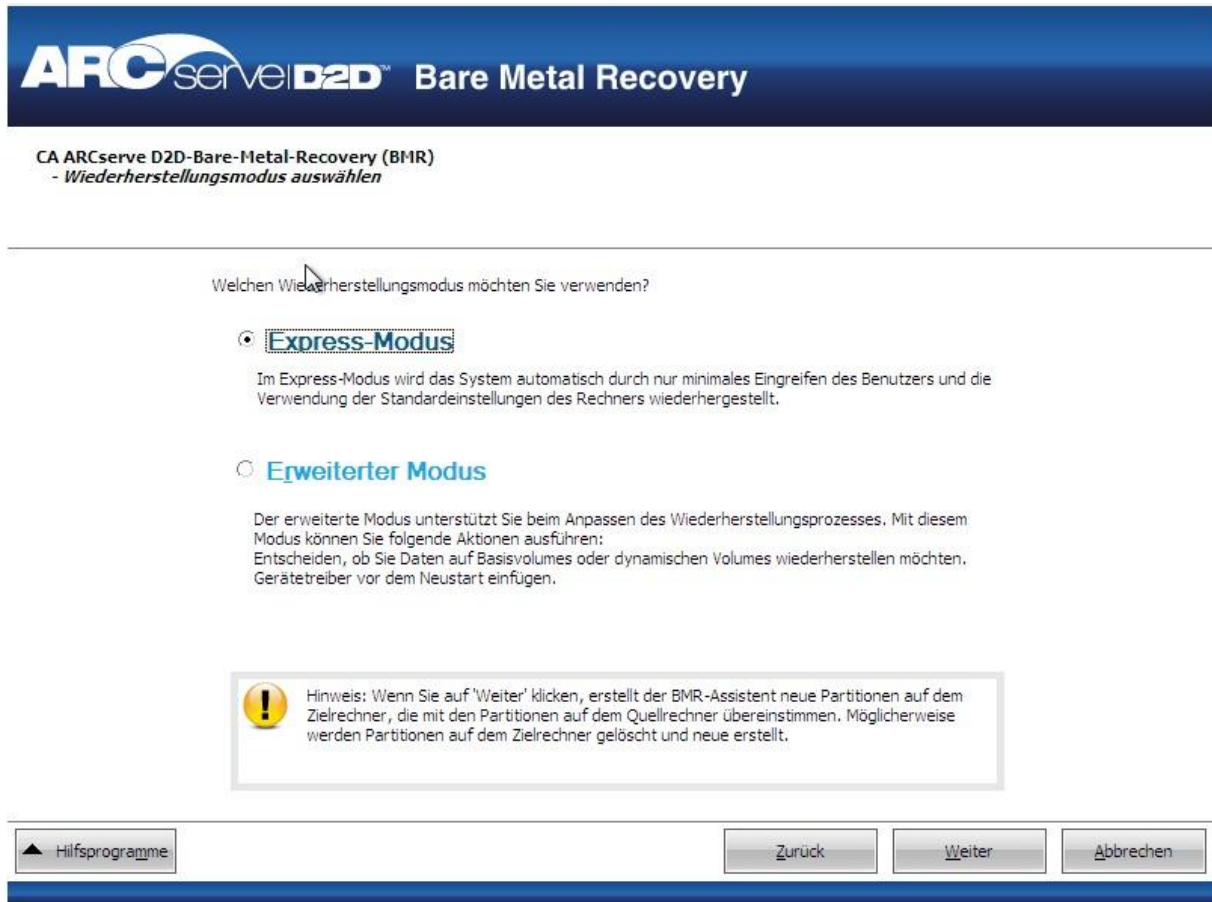 ARCserve D2D™ Bare Metal Recovery
CA ARCserve D2D-Bare-Metal-Recovery (BMR)
- Wiederherstellungsmodus auswählen
Welchen Wiederherstellungsmodus möchten Sie verwenden?
Express-Modus
Im Express-Modus wird das System automatisch durch nur minimales Eingreifen des Benutzers und die
Verwendung der Standardeinstellungen des Rechners wiederhergestellt.
Erweiterter Modus
Der erweiterte Modus unterstützt Sie beim Anpassen des Wiederherstellungsprozesses. Mit diesem
Modus können Sie folgende Aktionen ausführen:
Entscheiden, ob Sie Daten auf Basisvolumes oder dynamischen Volumes wiederherstellen möchten.
Gerätetreiber vor dem Neustart einfügen.
Hinweis: Wenn Sie auf 'Weiter' klicken, erstellt der BMR-Assistent neue Partitionen auf dem
Zielrechner, die mit den Partitionen auf dem Quellrechner übereinstimmen. Möglicherweise
werden Partitionen auf dem Zielrechner gelöscht und neue erstellt.
Hilfsprogramme
Zurück
Weiter
Abbrechen